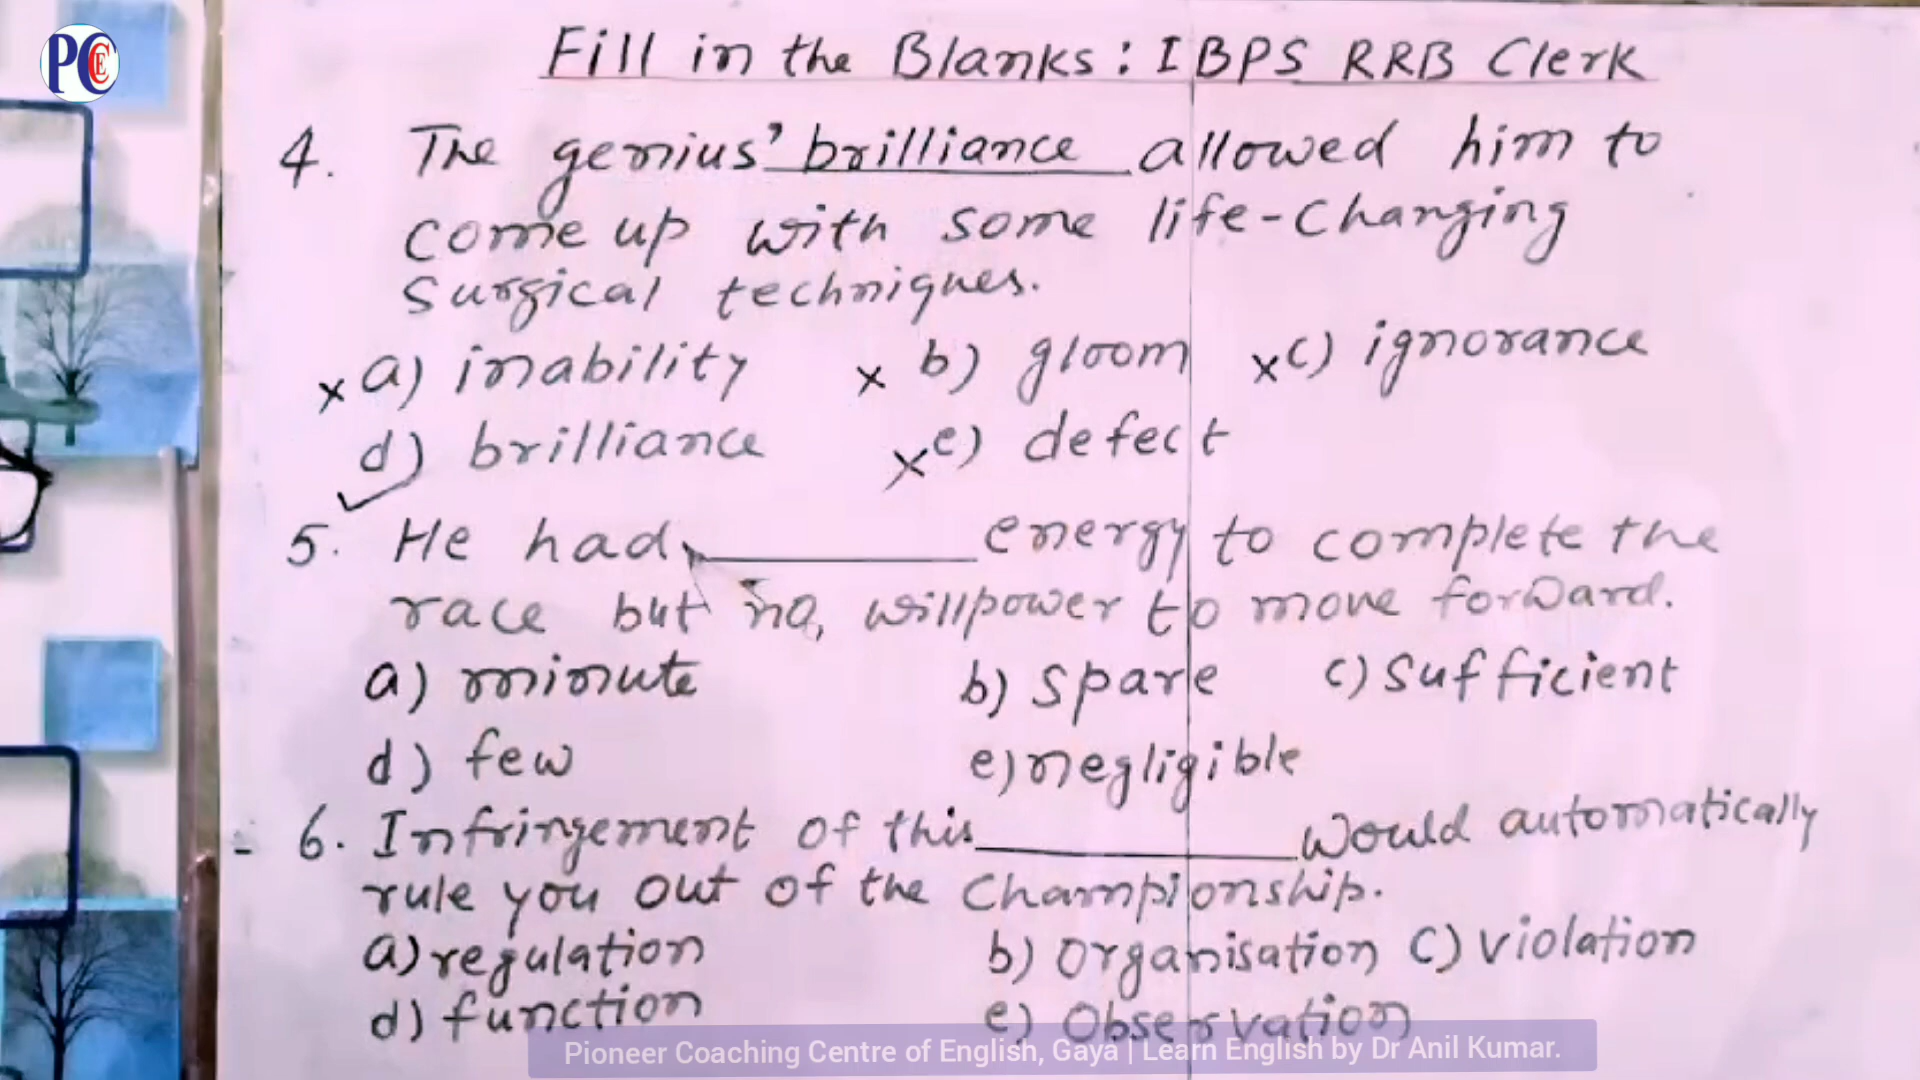 PCCE
Fill in the Blanks: IBPS RRB Clerk
4. The genius' brilliance allowed him to
come up with some life-changing
surgical techniques.
x a) inability x b) gloom x c) ignorance
d) brilliance x e) defect
5. He had ________ energy to complete the
race but no, willpower to move forward.
a) minute b) spare c) sufficient
d) few e) negligible
6. Infringement of this ________ would automatically
rule you out of the championship.
a) regulation b) organisation c) violation
d) function e) observation
Pioneer Coaching Centre of English, Gaya | Learn English by Dr Anil Kumar.